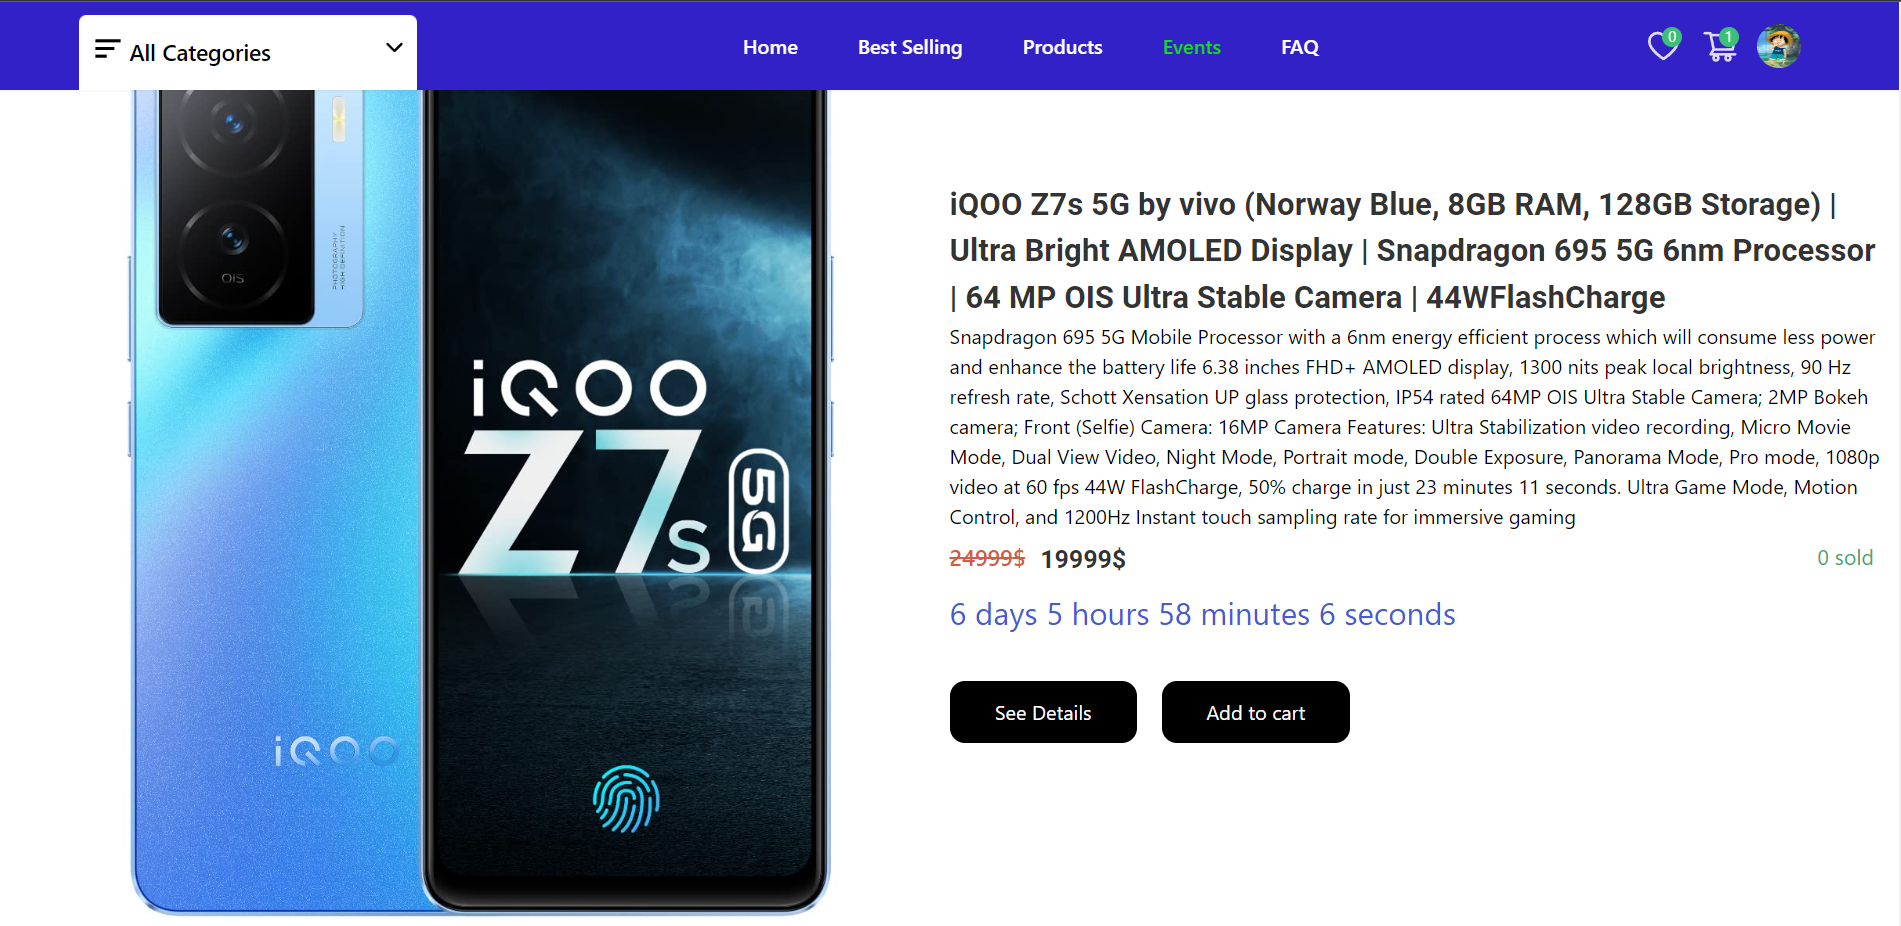 All Categories
Home
Best Selling
Products
Events
FAQ
0
1
OIS
PHOTOGRAPHY
HIGH DEFINITION
iQOO
Z7s
5G
iQOO
iQOO Z7s 5G by vivo (Norway Blue, 8GB RAM, 128GB Storage) |
Ultra Bright AMOLED Display | Snapdragon 695 5G 6nm Processor
| 64 MP OIS Ultra Stable Camera | 44WFlashCharge
Snapdragon 695 5G Mobile Processor with a 6nm energy efficient process which will consume less power
and enhance the battery life 6.38 inches FHD+ AMOLED display, 1300 nits peak local brightness, 90 Hz
refresh rate, Schott Xensation UP glass protection, IP54 rated 64MP OIS Ultra Stable Camera; 2MP Bokeh
camera; Front (Selfie) Camera: 16MP Camera Features: Ultra Stabilization video recording, Micro Movie
Mode, Dual View Video, Night Mode, Portrait mode, Double Exposure, Panorama Mode, Pro mode, 1080p
video at 60 fps 44W FlashCharge, 50% charge in just 23 minutes 11 seconds. Ultra Game Mode, Motion
Control, and 1200Hz Instant touch sampling rate for immersive gaming
24999$ 19999$
0 sold
6 days 5 hours 58 minutes 6 seconds
See Details
Add to cart